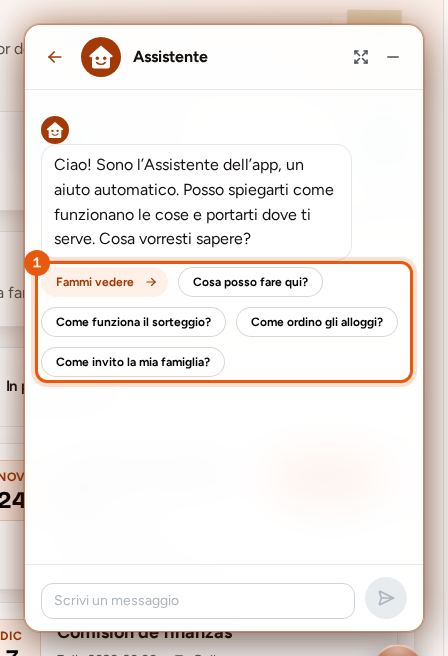 or d
Assistente
Ciao! Sono l'Assistente dell'app, un
aiuto automatico. Posso spiegarti come
funzionano le cose e portarti dove ti
serve. Cosa vorresti sapere?
1
Fammi vedere →
Cosa posso fare qui?
Come funziona il sorteggio?
Come ordino gli alloggi?
a fa
Come invito la mia famiglia?
In p
NOV
24
Scrivi un messaggio
DIC
Comisión de finanzas